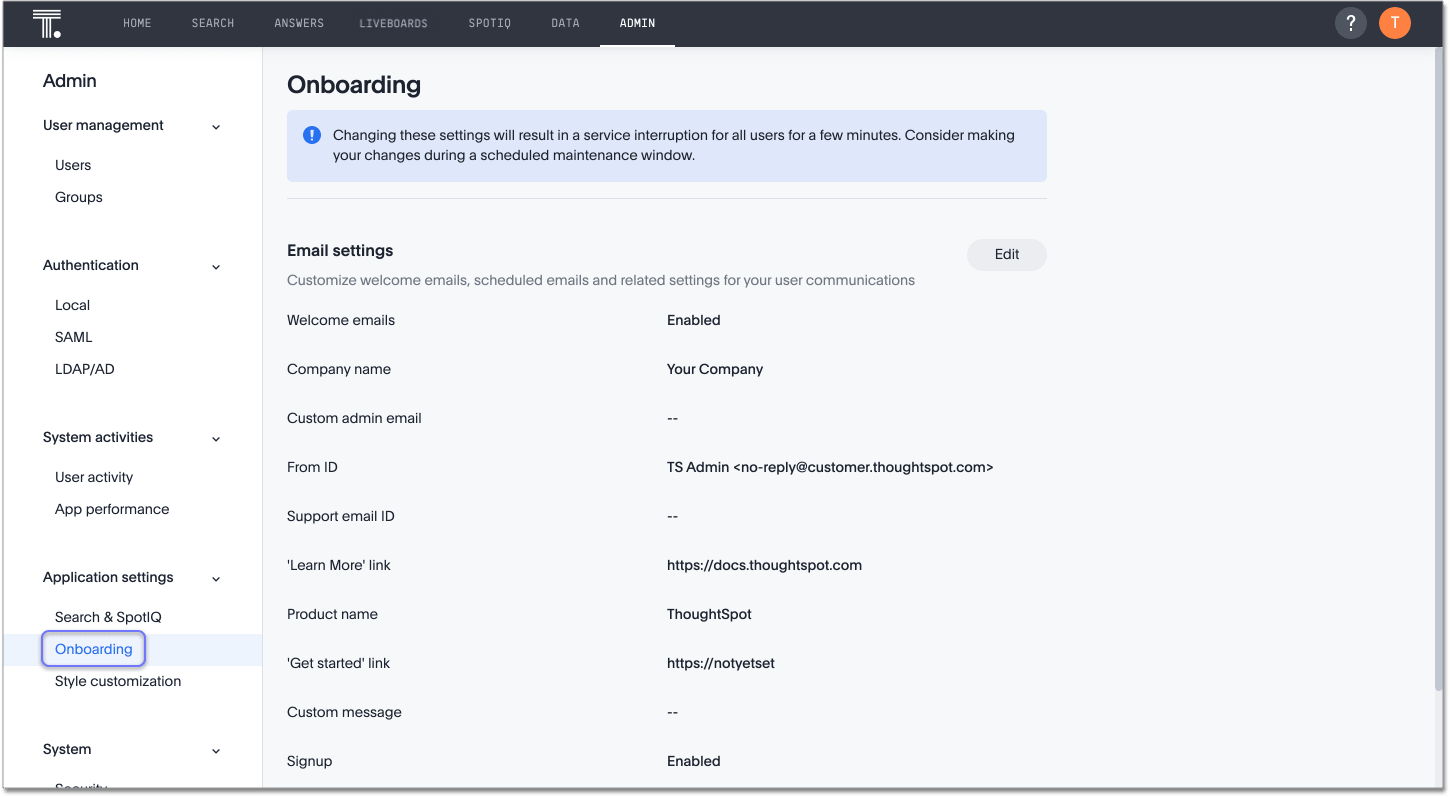 T.
HOME SEARCH ANSWERS LIVEBOARDS SPOTIQ DATA ADMIN ? T
Admin
User management
Users
Groups
Authentication
Local
SAML
LDAP/AD
System activities
User activity
App performance
Application settings
Search & SpotIQ
Onboarding
Style customization
System
Security
Onboarding
Changing these settings will result in a service interruption for all users for a few minutes. Consider making
your changes during a scheduled maintenance window.
Email settings
Edit
Customize welcome emails, scheduled emails and related settings for your user communications
Welcome emails Enabled
Company name Your Company
Custom admin email --
From ID TS Admin <no-reply@customer.thoughtspot.com>
Support email ID --
'Learn More' link https://docs.thoughtspot.com
Product name ThoughtSpot
'Get started' link https://notyetset
Custom message --
Signup Enabled